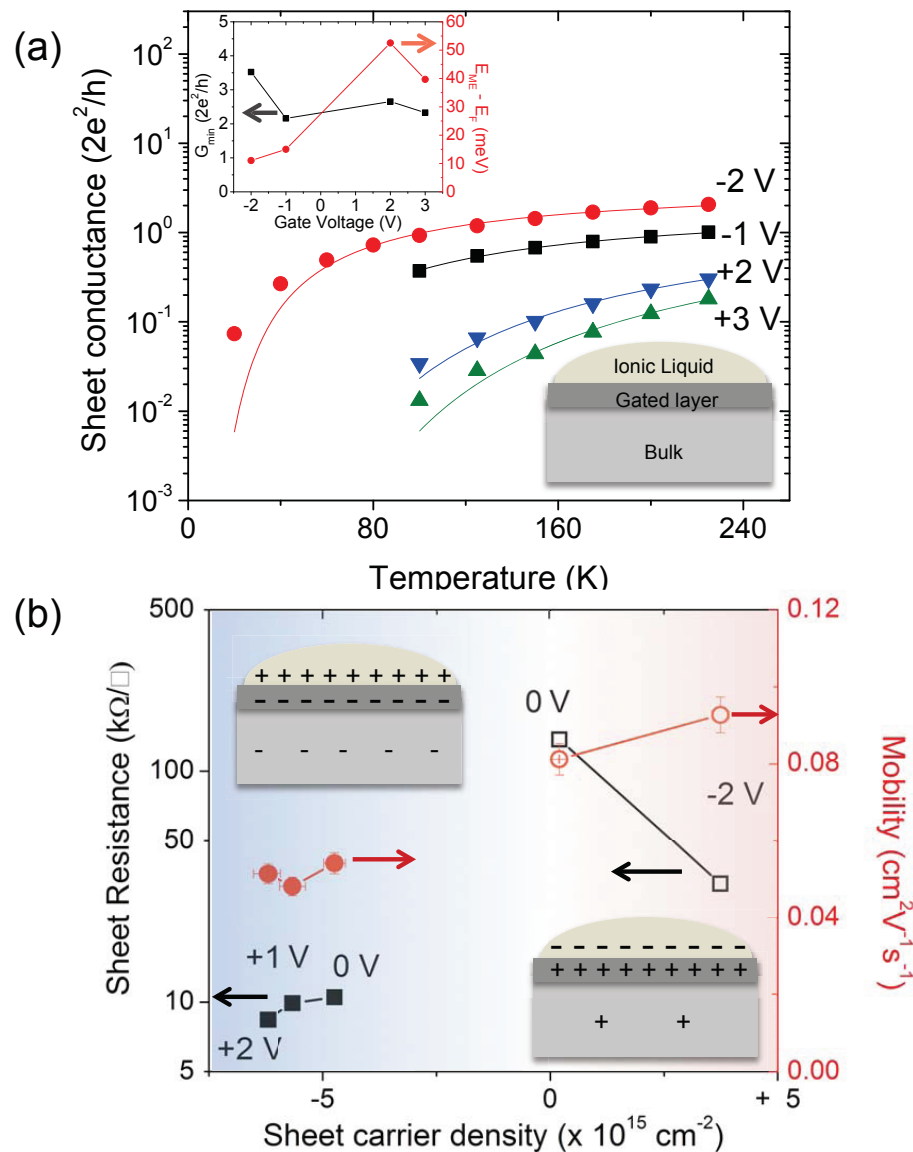 (a)
Sheet conductance (2e²/h)
10²
10¹
10⁰
10⁻¹
10⁻²
10⁻³
0
80
160
240
Temperature (K)
G_min (2e²/h)
5
4
3
2
1
0
-2
-1
0
1
2
3
Gate Voltage (V)
60
50
40
30
20
10
0
E_ME - E_F (meV)
-2 V
-1 V
+2 V
+3 V
Ionic Liquid
Gated layer
Bulk
(b)
Sheet Resistance (kΩ/□)
500
100
50
10
5
-5
0
+ 5
Sheet carrier density (x 10¹⁵ cm⁻²)
0.12
0.08
0.04
0.00
Mobility (cm²V⁻¹s⁻¹)
+ + + + + + + + +
- - - - - - - - -
- - - - -
0 V
-2 V
+1 V
0 V
+2 V
- - - - - - - - -
+ + + + + + + + +
+ +